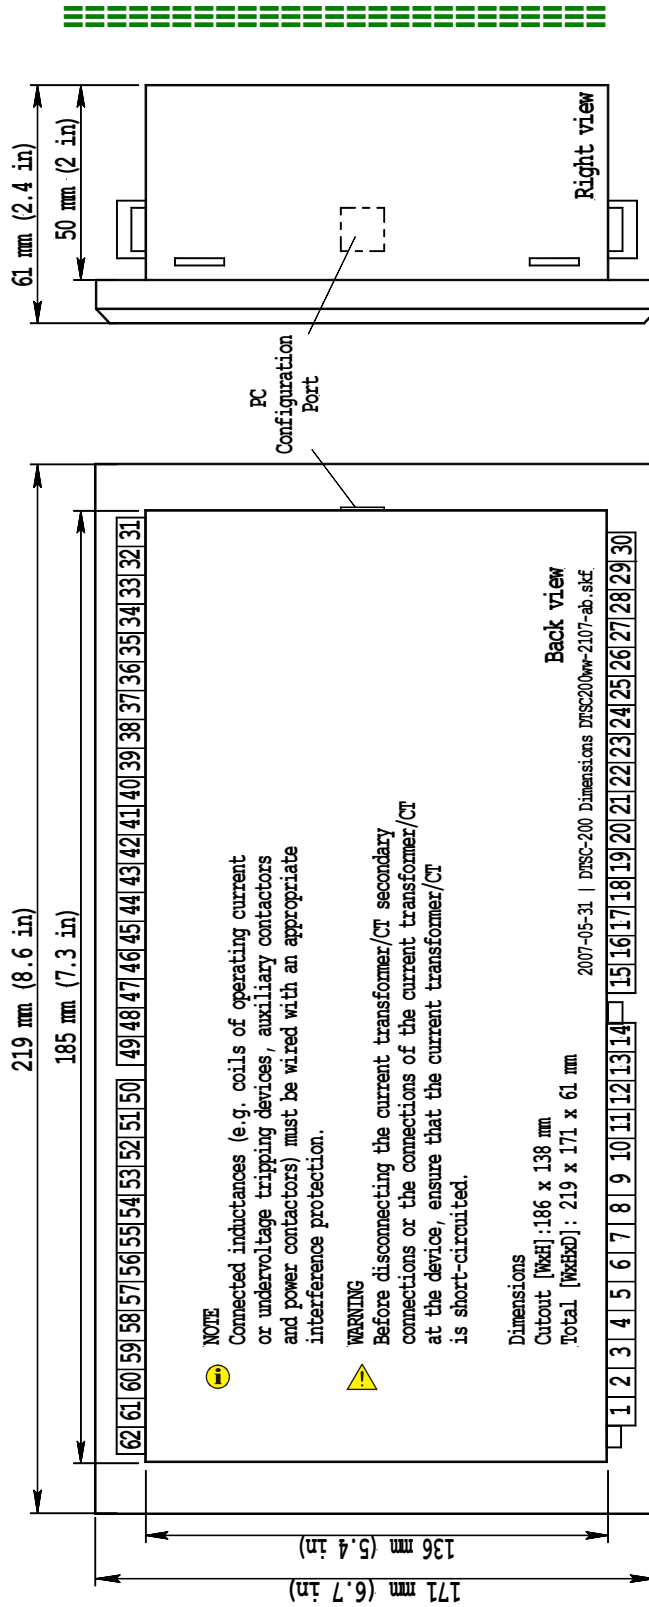 219 mm (8.6 in)
185 mm (7.3 in)
61 mm (2.4 in)
50 mm (2 in)
62 61 60 59 58 57 56 55 54 53 52 51 50 49 48 47 46 45 44 43 42 41 40 39 38 37 36 35 34 33 32 31
NOTE
Connected inductances (e.g. coils of operating current
or undervoltage tripping devices, auxiliary contactors
and power contactors) must be wired with an appropriate
interference protection.
WARNING
Before disconnecting the current transformer/CT secondary
connections or the connections of the current transformer/CT
at the device, ensure that the current transformer/CT
is short-circuited.
Dimensions
Cutout [WxH]:186 x 138 mm
Total [WxHxD]: 219 x 171 x 61 mm
Back view
2007-05-31 | DTSC-200 Dimensions DTSC200ww-2107-ab.skf
1 2 3 4 5 6 7 8 9 10 11 12 13 14 15 16 17 18 19 20 21 22 23 24 25 26 27 28 29 30
PC
Configuration
Port
Right view
136 mm (5.4 in)
171 mm (6.7 in)